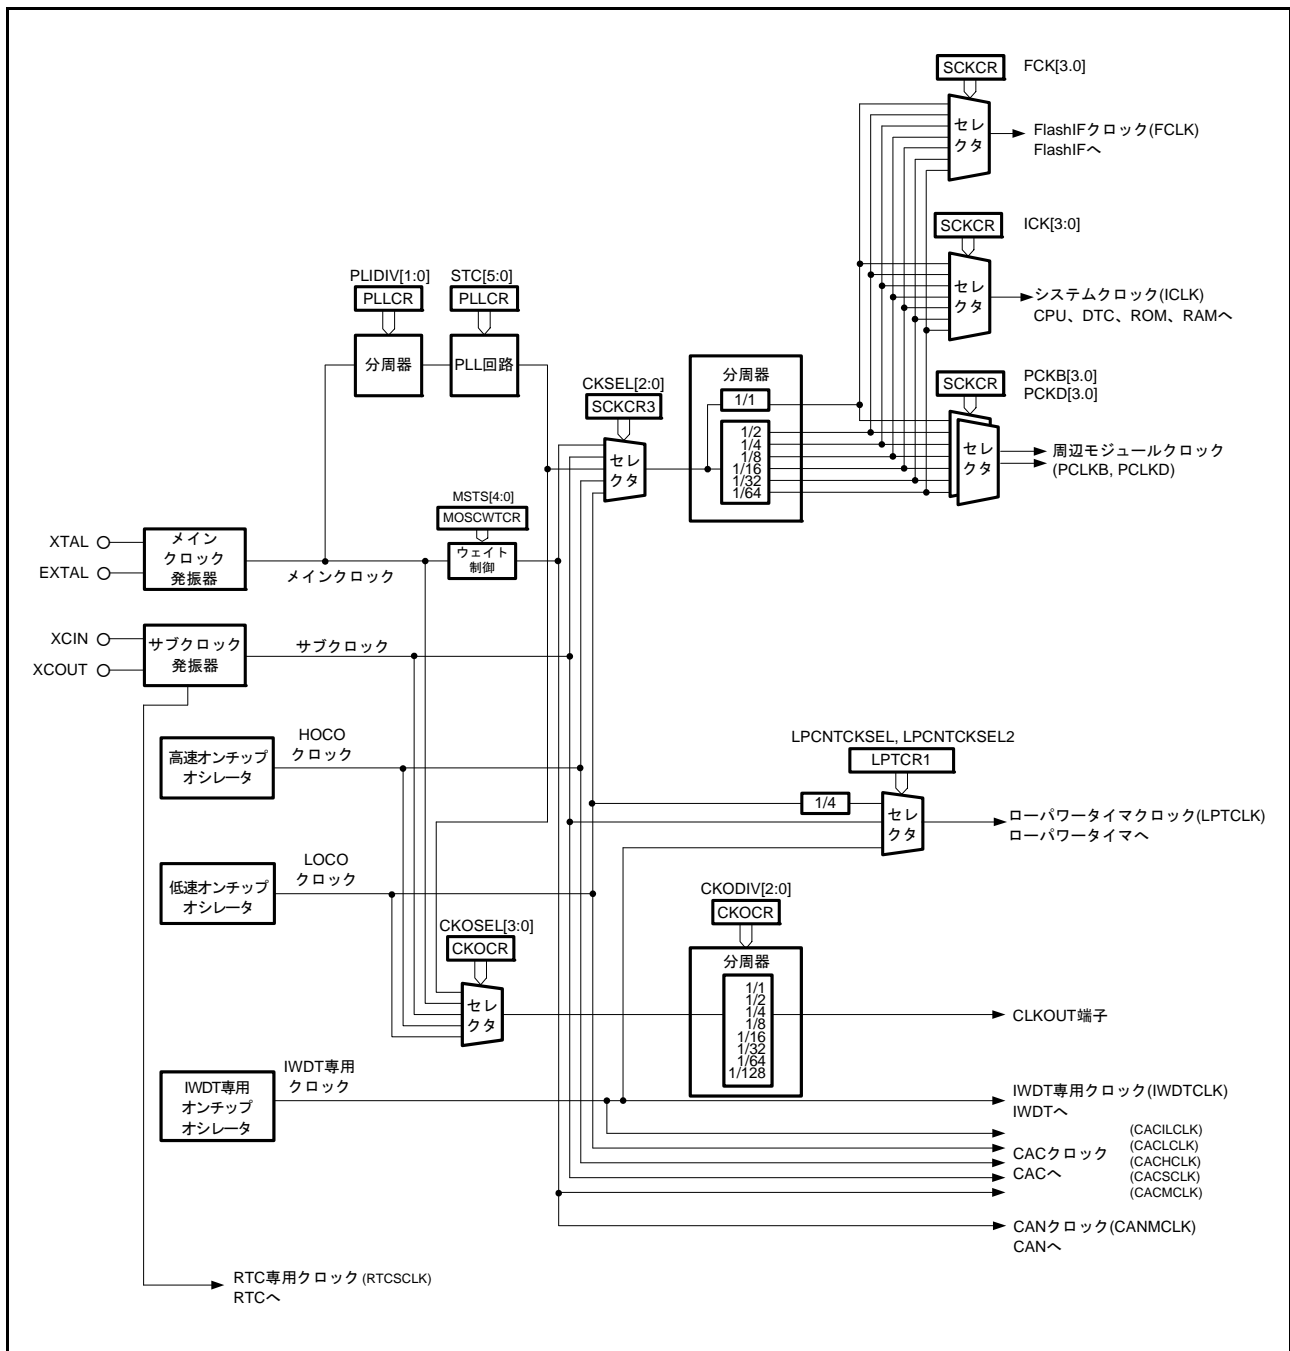 SCKCR
FCK[3.0]
セレ
クタ
FlashIFクロック(FCLK)
FlashIFへ
SCKCR
ICK[3:0]
セレ
クタ
システムクロック(ICLK)
CPU、DTC、ROM、RAMへ
PLIDIV[1:0]
PLLCR
分周器
STC[5:0]
PLLCR
PLL回路
CKSEL[2:0]
SCKCR3
セレ
クタ
分周器
1/1
1/2
1/4
1/8
1/16
1/32
1/64
SCKCR
PCKB[3.0]
PCKD[3.0]
セレ
クタ
周辺モジュールクロック
(PCLKB, PCLKD)
MSTS[4:0]
MOSCWTCR
ウェイト
制御
XTAL
EXTAL
メイン
クロック
発振器
メインクロック
XCIN
XCOUT
サブクロック
発振器
サブクロック
高速オンチップ
オシレータ
HOCO
クロック
LPCNTCKSEL, LPCNTCKSEL2
LPTCR1
1/4
セレ
クタ
ローパワータイマクロック(LPTCLK)
ローパワータイマへ
低速オンチップ
オシレータ
LOCO
クロック
CKOSEL[3:0]
CKOCR
セレ
クタ
CKODIV[2:0]
CKOCR
分周器
1/1
1/2
1/4
1/8
1/16
1/32
1/64
1/128
CLKOUT端子
IWDT専用
オンチップ
オシレータ
IWDT専用
クロック
IWDT専用クロック(IWDTCLK)
IWDTへ
CACクロック
CACへ
(CACILCLK)
(CACLCLK)
(CACHCLK)
(CACSCLK)
(CACMCLK)
CANクロック(CANMCLK)
CANへ
RTC専用クロック(RTCSCLK)
RTCへ